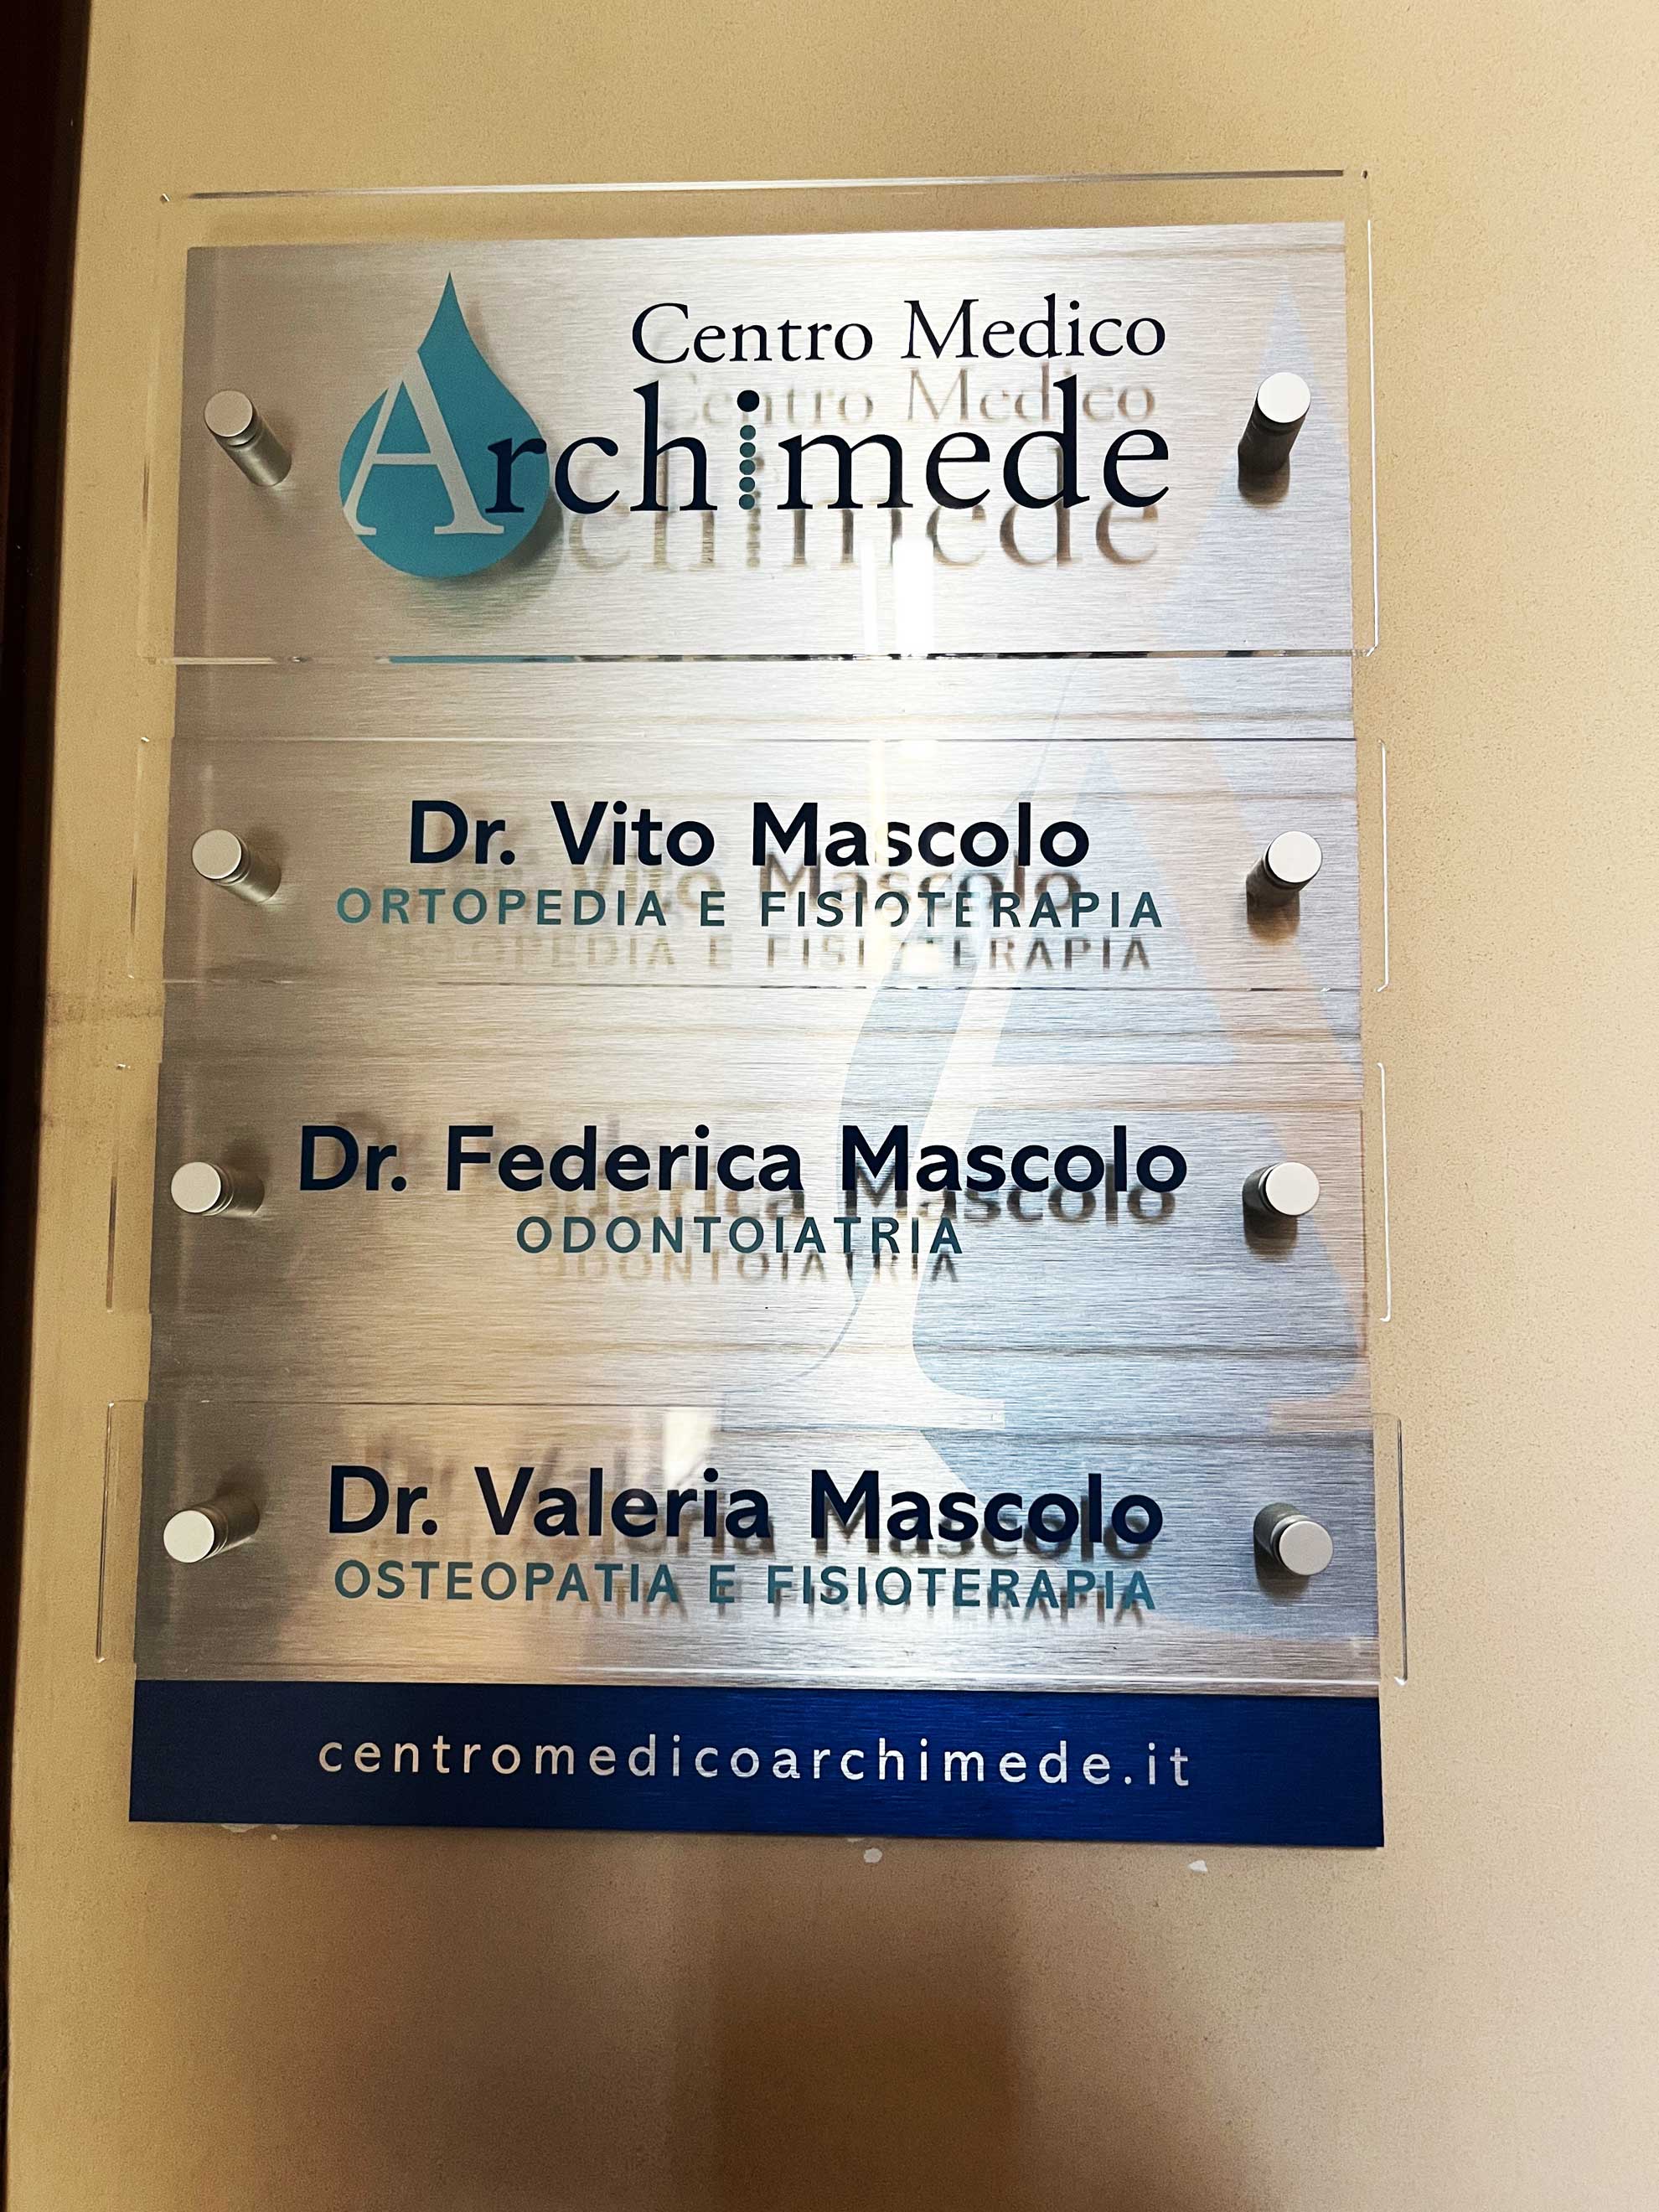 Centro Medico
Archimede
Dr. Vito Mascolo
ORTOPEDIA E FISIOTERAPIA
Dr. Federica Mascolo
ODONTOIATRIA
Dr. Valeria Mascolo
OSTEOPATIA E FISIOTERAPIA
centromedicoarchimede.it